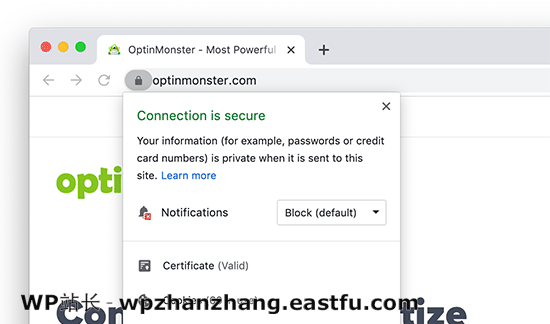 OptinMonster - Most Powerful
optinmonster.com
Connection is secure
Your information (for example, passwords or credit
card numbers) is private when it is sent to this
site. Learn more
opti
Notifications
Block (default)
Certificate (Valid)
WP站长 - wpzhanzhang.eastfu.com